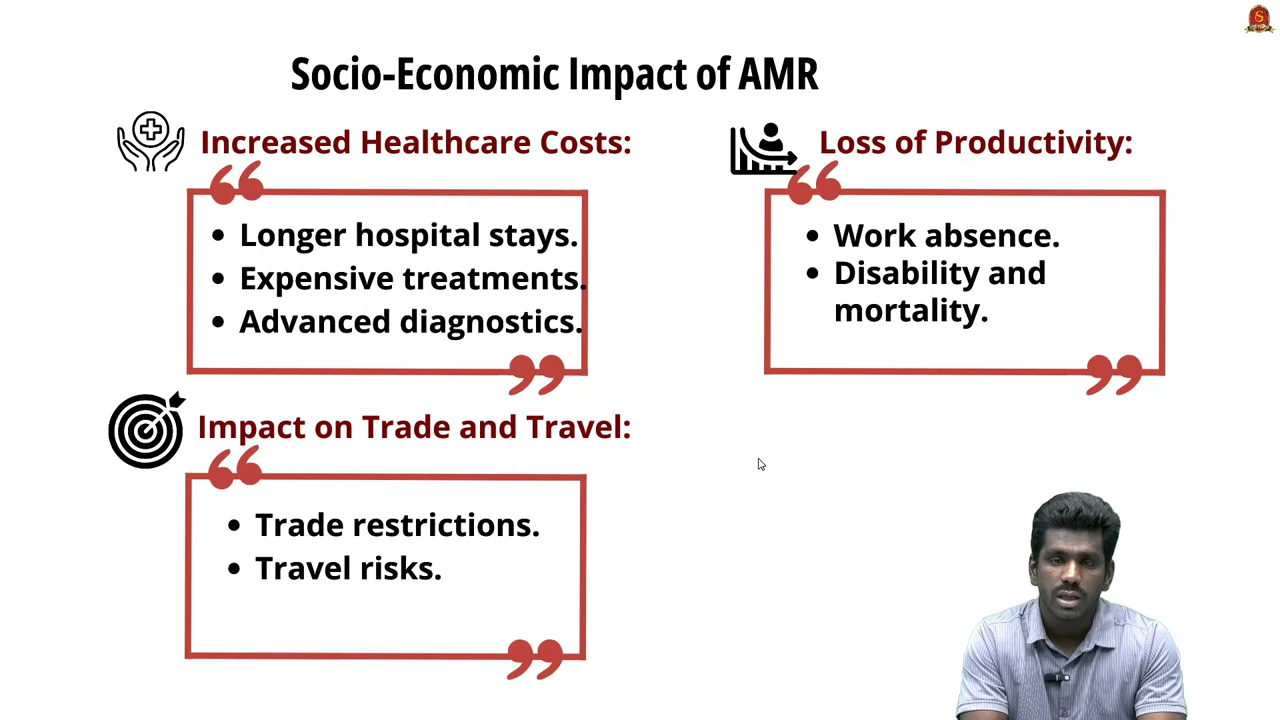 Socio-Economic Impact of AMR
Increased Healthcare Costs:
• Longer hospital stays.
• Expensive treatments.
• Advanced diagnostics.
Loss of Productivity:
• Work absence.
• Disability and
mortality.
Impact on Trade and Travel:
• Trade restrictions.
• Travel risks.